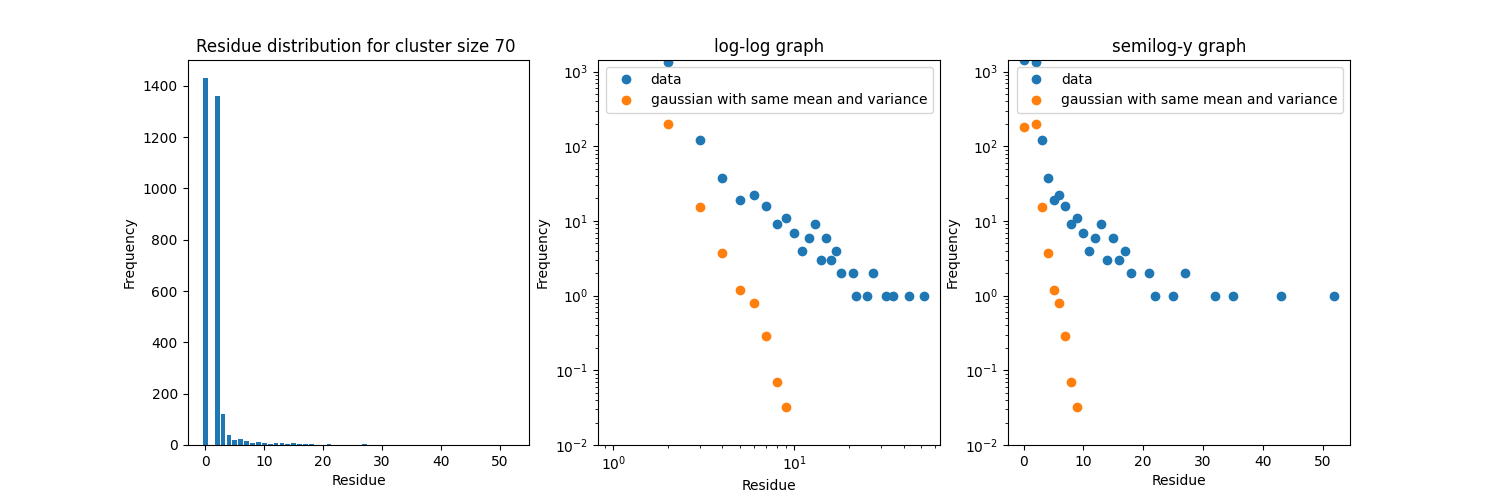 Residue distribution for cluster size 70
Frequency
1400
1200
1000
800
600
400
200
0
0 10 20 30 40 50
Residue
log-log graph
data
gaussian with same mean and variance
Frequency
10³
10²
10¹
10⁰
10⁻¹
10⁻²
10⁰ 10¹
Residue
semilog-y graph
data
gaussian with same mean and variance
Frequency
10³
10²
10¹
10⁰
10⁻¹
10⁻²
0 10 20 30 40 50
Residue